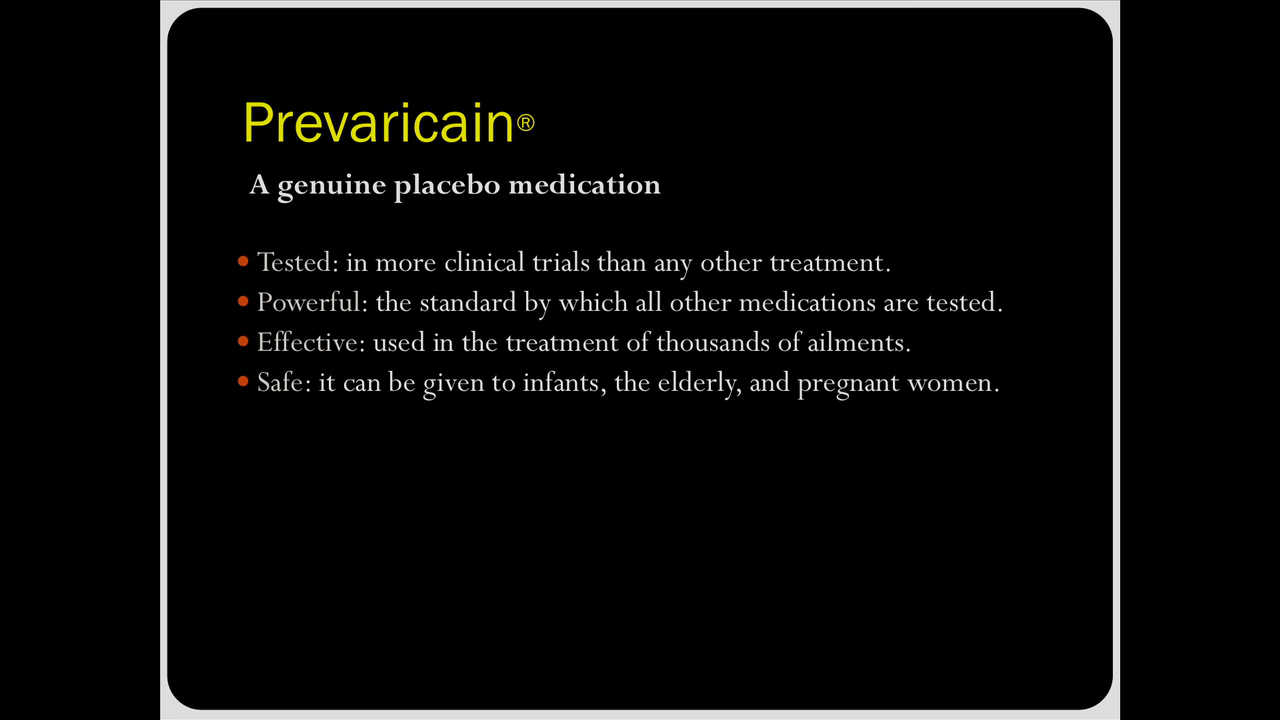 Prevaricain®
A genuine placebo medication
• Tested: in more clinical trials than any other treatment.
• Powerful: the standard by which all other medications are tested.
• Effective: used in the treatment of thousands of ailments.
• Safe: it can be given to infants, the elderly, and pregnant women.